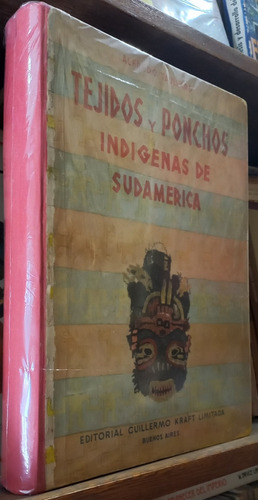 TEJIDOS Y PONCHOS
INDIGENAS DE
SUDAMERICA
EDITORIAL GUILLERMO KRAFT LIMITADA
BUENOS AIRES